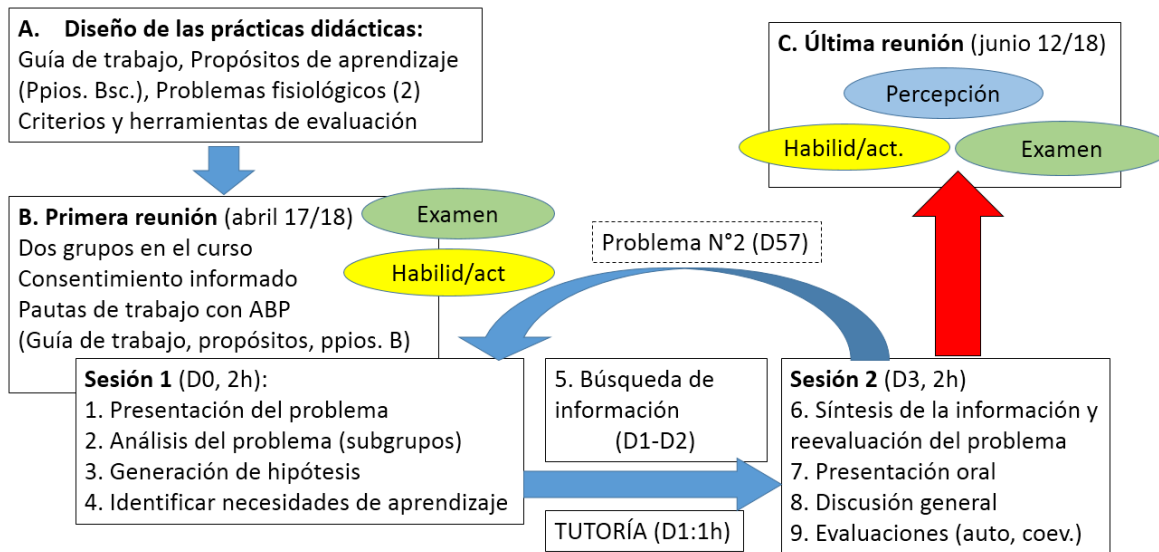 A. Diseño de las prácticas didácticas:
Guía de trabajo, Propósitos de aprendizaje
(Ppios. Bsc.), Problemas fisiológicos (2)
Criterios y herramientas de evaluación
B. Primera reunión (abril 17/18)
Dos grupos en el curso
Consentimiento informado
Pautas de trabajo con ABP
(Guía de trabajo, propósitos, ppios. B)
Examen
Habilid/act
Sesión 1 (D0, 2h):
1. Presentación del problema
2. Análisis del problema (subgrupos)
3. Generación de hipótesis
4. Identificar necesidades de aprendizaje
5. Búsqueda de
información
(D1-D2)
TUTORÍA (D1:1h)
Problema N°2 (D57)
Sesión 2 (D3, 2h)
6. Síntesis de la información y
reevaluación del problema
7. Presentación oral
8. Discusión general
9. Evaluaciones (auto, coev.)
C. Última reunión (junio 12/18)
Percepción
Habilid/act.
Examen